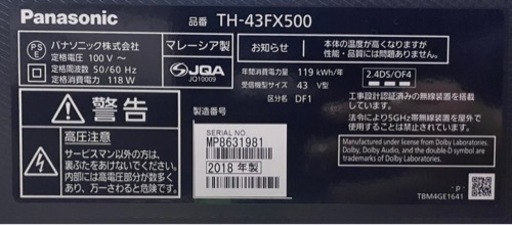 Panasonic
品番 TH-43FX500
PS
E
パナソニック株式会社
定格電圧 100 V～
定格周波数 50/60 Hz
定格消費電力 118 W
マレーシア製
お知らせ
本体の温度が高くなりますが
性能・品質には問題ありません
JQA
JQ10009
年間消費電力量 119 kWh/年
受信機型サイズ 43 V型
区分名 DF1
2.4DS/OF4
工事設計認証済みの無線装置を搭載
しています。
法令により5GHz帯無線装置を屋外で
使用することは禁止されています。
警告
高圧注意
サービスマン以外の方は、
裏ぶたをあけないでください。
内部には高電圧部分が数多く
あり、万一さわると危険です。
製造番号
SERIAL NO
MP8631981
2018 年製
Manufactured under license from Dolby Laboratories.
Dolby, Dolby Audio, and the double-D symbol are
trademarks of Dolby Laboratories.
· P ·
TBM4GE1641